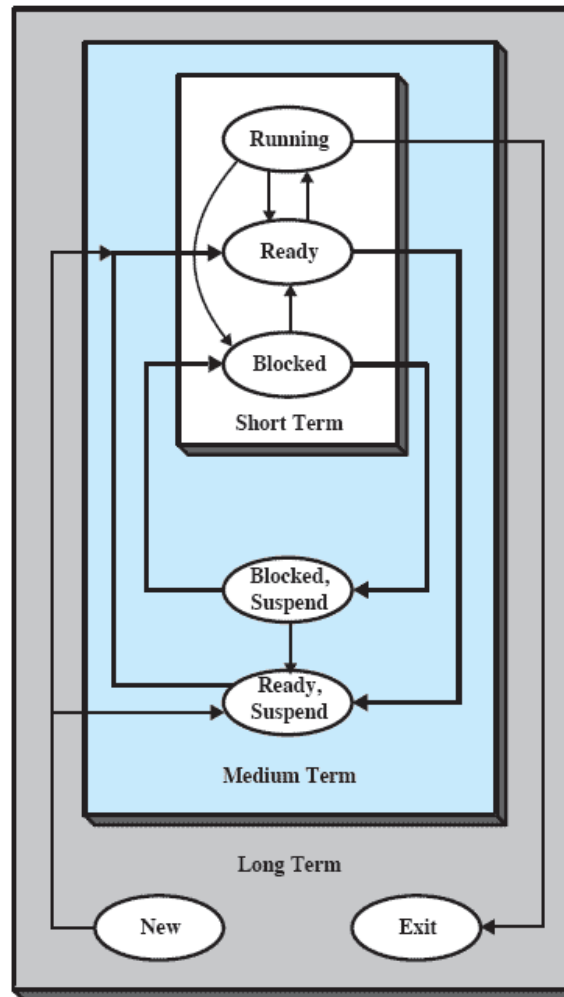 Running
Ready
Blocked
Short Term
Blocked,
Suspend
Ready,
Suspend
Medium Term
Long Term
New
Exit